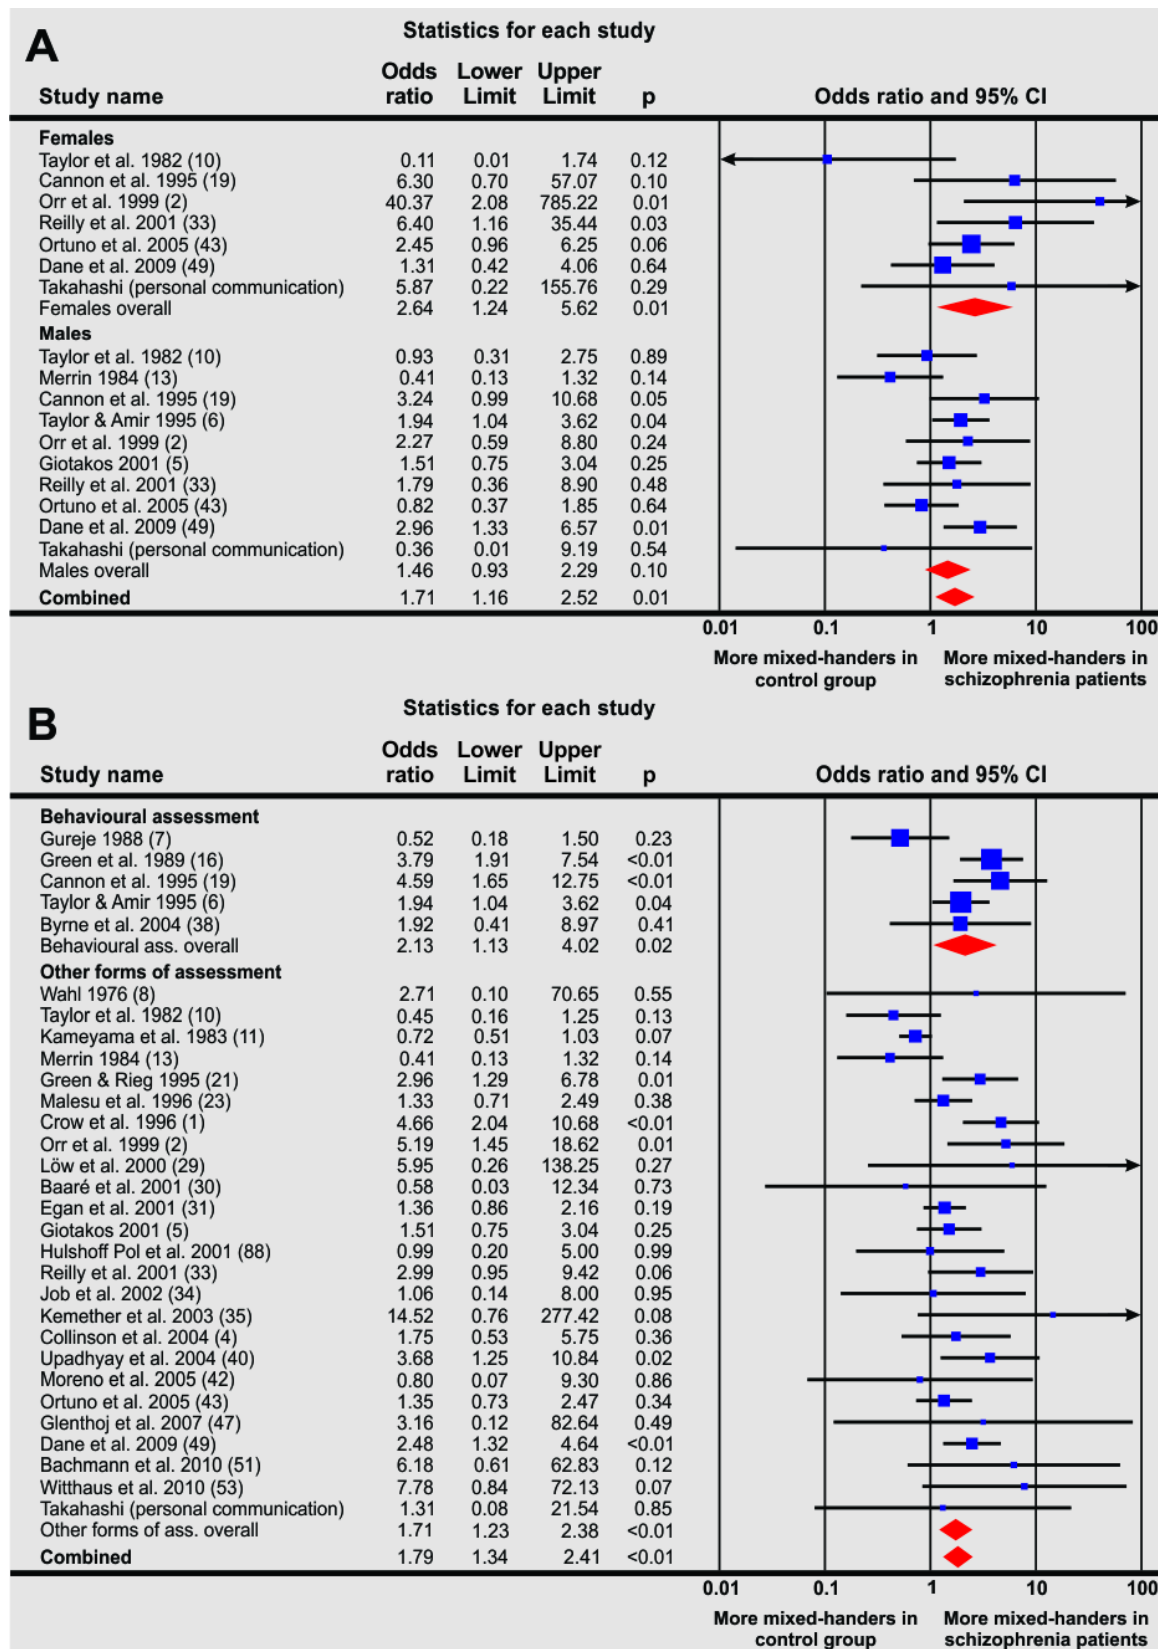 A
Statistics for each study
Odds Lower Upper
Study name ratio Limit Limit p Odds ratio and 95% CI
Females
Taylor et al. 1982 (10) 0.11 0.01 1.74 0.12
Cannon et al. 1995 (19) 6.30 0.70 57.07 0.10
Orr et al. 1999 (2) 40.37 2.08 785.22 0.01
Reilly et al. 2001 (33) 6.40 1.16 35.44 0.03
Ortuno et al. 2005 (43) 2.45 0.96 6.25 0.06
Dane et al. 2009 (49) 1.31 0.42 4.06 0.64
Takahashi (personal communication) 5.87 0.22 155.76 0.29
Females overall 2.64 1.24 5.62 0.01
Males
Taylor et al. 1982 (10) 0.93 0.31 2.75 0.89
Merrin 1984 (13) 0.41 0.13 1.32 0.14
Cannon et al. 1995 (19) 3.24 0.99 10.68 0.05
Taylor & Amir 1995 (6) 1.94 1.04 3.62 0.04
Orr et al. 1999 (2) 2.27 0.59 8.80 0.24
Giotakos 2001 (5) 1.51 0.75 3.04 0.25
Reilly et al. 2001 (33) 1.79 0.36 8.90 0.48
Ortuno et al. 2005 (43) 0.82 0.37 1.85 0.64
Dane et al. 2009 (49) 2.96 1.33 6.57 0.01
Takahashi (personal communication) 0.36 0.01 9.19 0.54
Males overall 1.46 0.93 2.29 0.10
Combined 1.71 1.16 2.52 0.01
0.01 0.1 1 10 100
More mixed-handers in More mixed-handers in
control group schizophrenia patients
B
Statistics for each study
Odds Lower Upper
Study name ratio Limit Limit p Odds ratio and 95% CI
Behavioural assessment
Gureje 1988 (7) 0.52 0.18 1.50 0.23
Green et al. 1989 (16) 3.79 1.91 7.54 <0.01
Cannon et al. 1995 (19) 4.59 1.65 12.75 <0.01
Taylor & Amir 1995 (6) 1.94 1.04 3.62 0.04
Byrne et al. 2004 (38) 1.92 0.41 8.97 0.41
Behavioural ass. overall 2.13 1.13 4.02 0.02
Other forms of assessment
Wahl 1976 (8) 2.71 0.10 70.65 0.55
Taylor et al. 1982 (10) 0.45 0.16 1.25 0.13
Kameyama et al. 1983 (11) 0.72 0.51 1.03 0.07
Merrin 1984 (13) 0.41 0.13 1.32 0.14
Green & Rieg 1995 (21) 2.96 1.29 6.78 0.01
Malesu et al. 1996 (23) 1.33 0.71 2.49 0.38
Crow et al. 1996 (1) 4.66 2.04 10.68 <0.01
Orr et al. 1999 (2) 5.19 1.45 18.62 0.01
Löw et al. 2000 (29) 5.95 0.26 138.25 0.27
Baaré et al. 2001 (30) 0.58 0.03 12.34 0.73
Egan et al. 2001 (31) 1.36 0.86 2.16 0.19
Giotakos 2001 (5) 1.51 0.75 3.04 0.25
Hulshoff Pol et al. 2001 (88) 0.99 0.20 5.00 0.99
Reilly et al. 2001 (33) 2.99 0.95 9.42 0.06
Job et al. 2002 (34) 1.06 0.14 8.00 0.95
Kemether et al. 2003 (35) 14.52 0.76 277.42 0.08
Collinson et al. 2004 (4) 1.75 0.53 5.75 0.36
Upadhyay et al. 2004 (40) 3.68 1.25 10.84 0.02
Moreno et al. 2005 (42) 0.80 0.07 9.30 0.86
Ortuno et al. 2005 (43) 1.35 0.73 2.47 0.34
Glenthoj et al. 2007 (47) 3.16 0.12 82.64 0.49
Dane et al. 2009 (49) 2.48 1.32 4.64 <0.01
Bachmann et al. 2010 (51) 6.18 0.61 62.83 0.12
Witthaus et al. 2010 (53) 7.78 0.84 72.13 0.07
Takahashi (personal communication) 1.31 0.08 21.54 0.85
Other forms of ass. overall 1.71 1.23 2.38 <0.01
Combined 1.79 1.34 2.41 <0.01
0.01 0.1 1 10 100
More mixed-handers in More mixed-handers in
control group schizophrenia patients